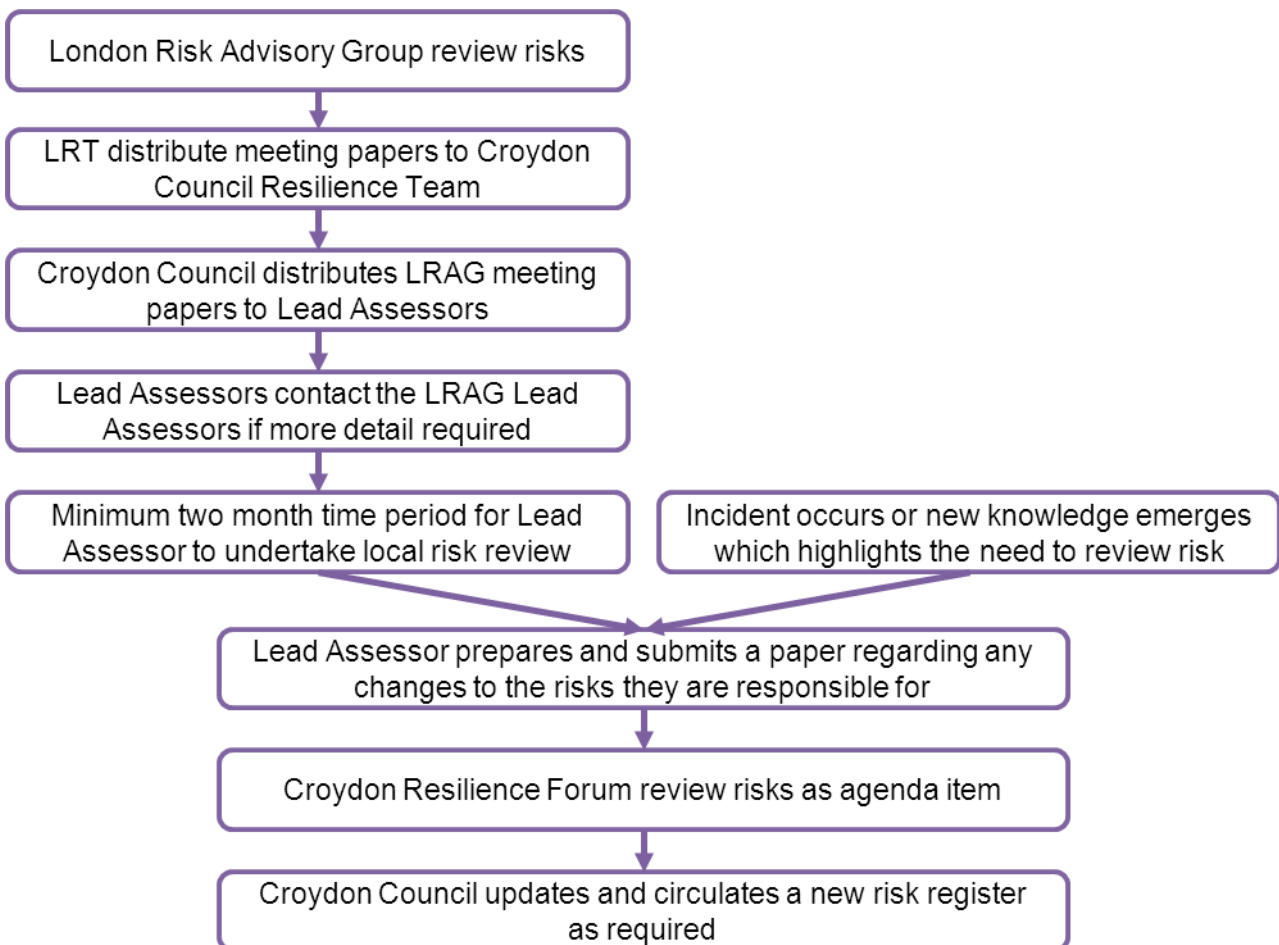 London Risk Advisory Group review risks
LRT distribute meeting papers to Croydon
Council Resilience Team
Croydon Council distributes LRAG meeting
papers to Lead Assessors
Lead Assessors contact the LRAG Lead
Assessors if more detail required
Minimum two month time period for Lead
Assessor to undertake local risk review
Incident occurs or new knowledge emerges
which highlights the need to review risk
Lead Assessor prepares and submits a paper regarding any
changes to the risks they are responsible for
Croydon Resilience Forum review risks as agenda item
Croydon Council updates and circulates a new risk register
as required